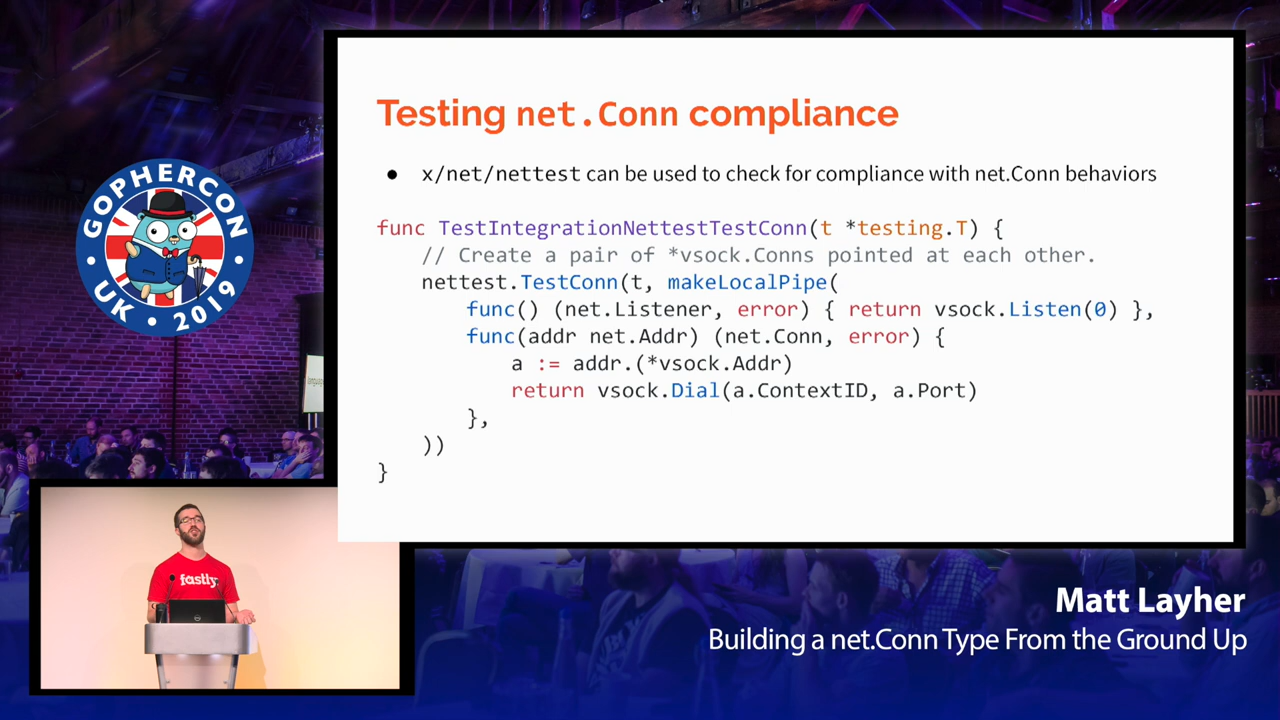 GOPHERCON
UK • 2019
Testing net.Conn compliance
● x/net/nettest can be used to check for compliance with net.Conn behaviors
func TestIntegrationNettestTestConn(t *testing.T) {
// Create a pair of *vsock.Conns pointed at each other.
nettest.TestConn(t, makeLocalPipe(
func() (net.Listener, error) { return vsock.Listen(0) },
func(addr net.Addr) (net.Conn, error) {
a := addr.(*vsock.Addr)
return vsock.Dial(a.ContextID, a.Port)
},
))
}
fastly
Matt Layher
Building a net.Conn Type From the Ground Up